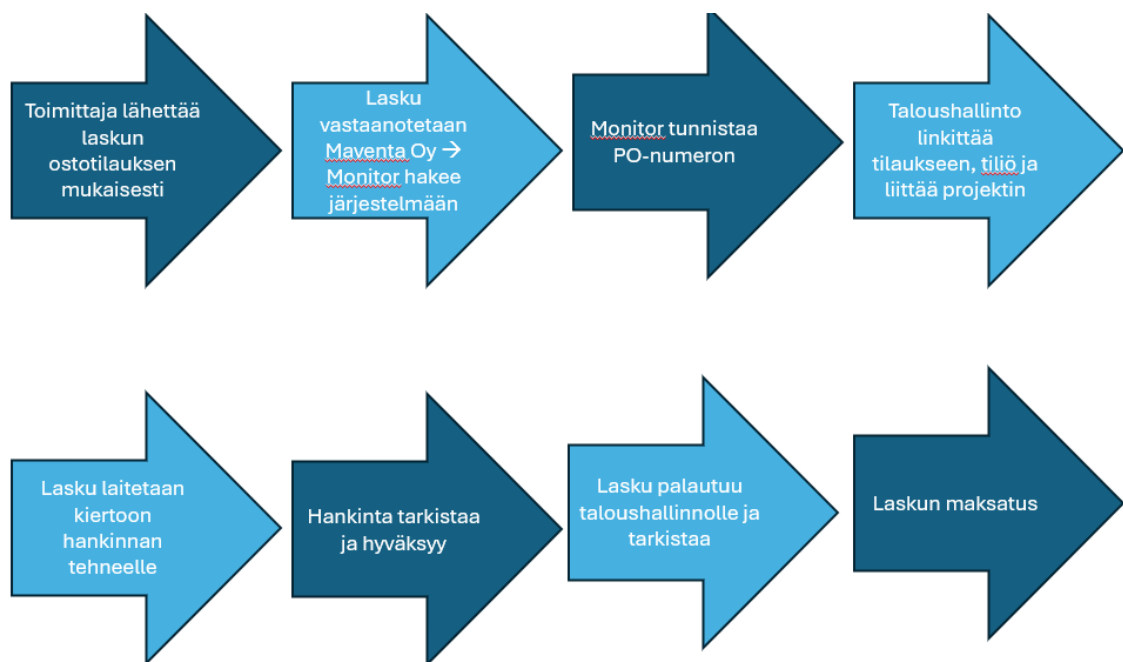 Toimittaja lähettää
laskun
ostotilauksen
mukaisesti
Lasku
vastaanotetaan
Maventa Oy →
Monitor hakee
järjestelmään
Monitor tunnistaa
PO-numeron
Taloushallinto
linkittää
tilaukseen, tiliö ja
liittää projektin
Lasku laitetaan
kiertoon
hankinnan
tehneelle
Hankinta tarkistaa
ja hyväksyy
Lasku palautuu
taloushallinnolle ja
tarkistaa
Laskun maksatus